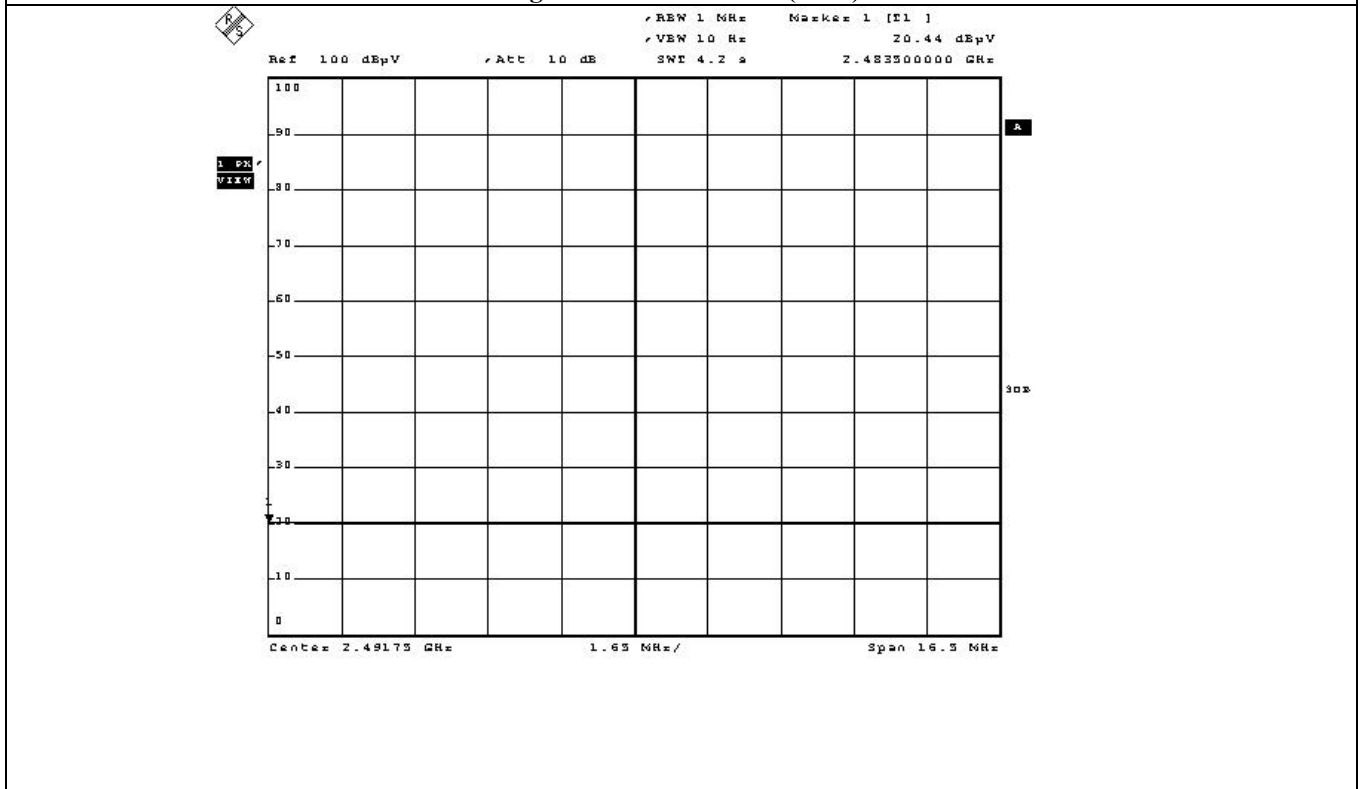 R S
RBW 1 MHz Marker 1 [T1 ]
VBW 10 Hz 20.44 dBµV
Ref 100 dBµV Att 10 dB SWT 4.2 s 2.483500000 GHz
100
90
A
1 PK
VIEW
80
70
60
50
40
30
1
20
10
0
Center 2.49175 GHz 1.65 MHz/ Span 16.5 MHz